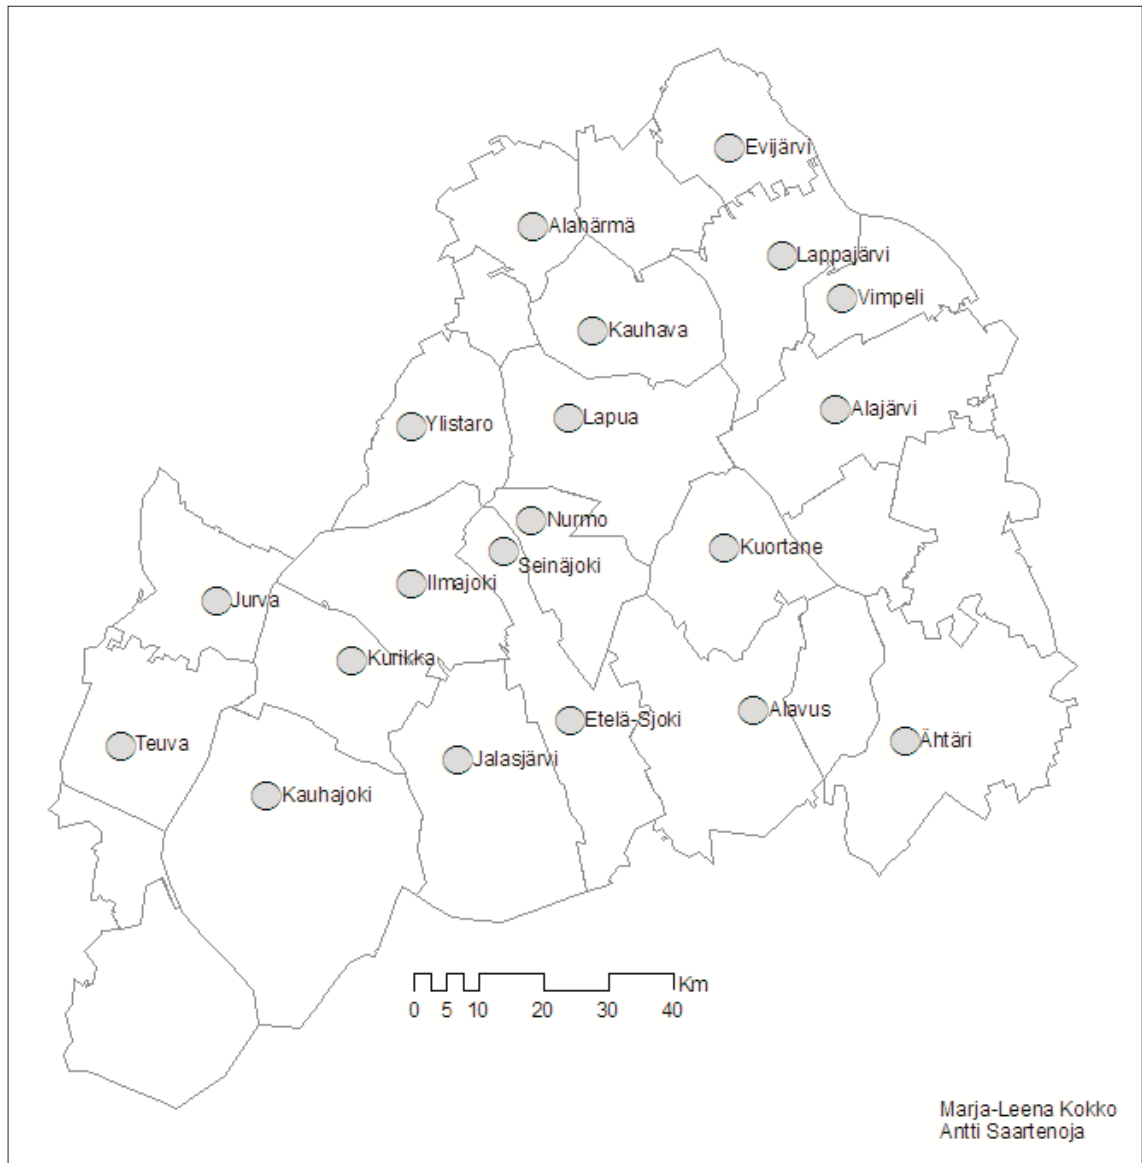 Evijärvi
Alahärmä
Lappajärvi
Vimpeli
Kauhava
Alajärvi
Lapua
Ylistaro
Nurmo
Kuortane
Seinäjoki
Ilmajoki
Jurva
Kurikka
Alavus
Etelä-Sjoki
Ähtäri
Teuva
Jalasjärvi
Kauhajoki
Km
0 5 10 20 30 40
Marja-Leena Kokko
Antti Saartenoja